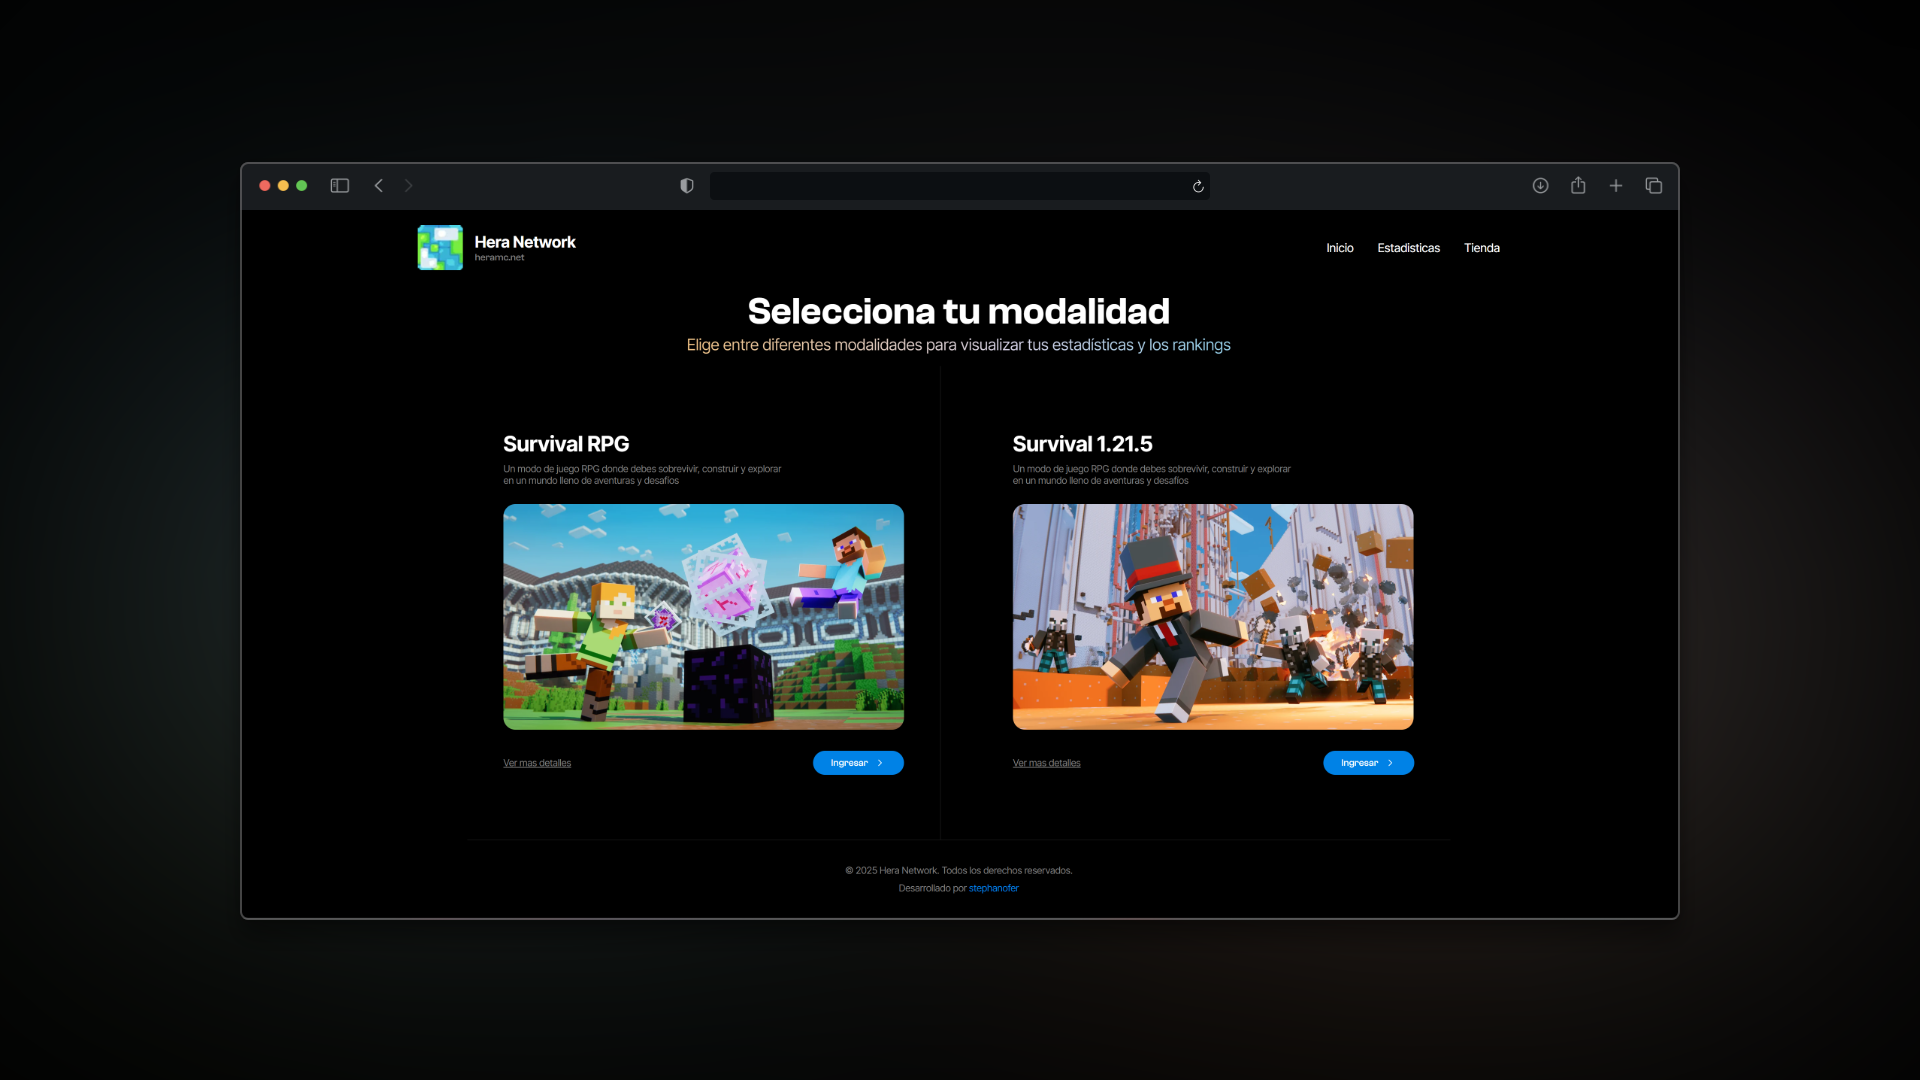 Hera Network
heramc.net
Inicio
Estadisticas
Tienda
Selecciona tu modalidad
Elige entre diferentes modalidades para visualizar tus estadísticas y los rankings
Survival RPG
Un modo de juego RPG donde debes sobrevivir, construir y explorar
en un mundo lleno de aventuras y desafíos
Ver mas detalles
Ingresar
Survival 1.21.5
Un modo de juego RPG donde debes sobrevivir, construir y explorar
en un mundo lleno de aventuras y desafíos
Ver mas detalles
Ingresar
© 2025 Hera Network. Todos los derechos reservados.
Desarrollado por stephanofer